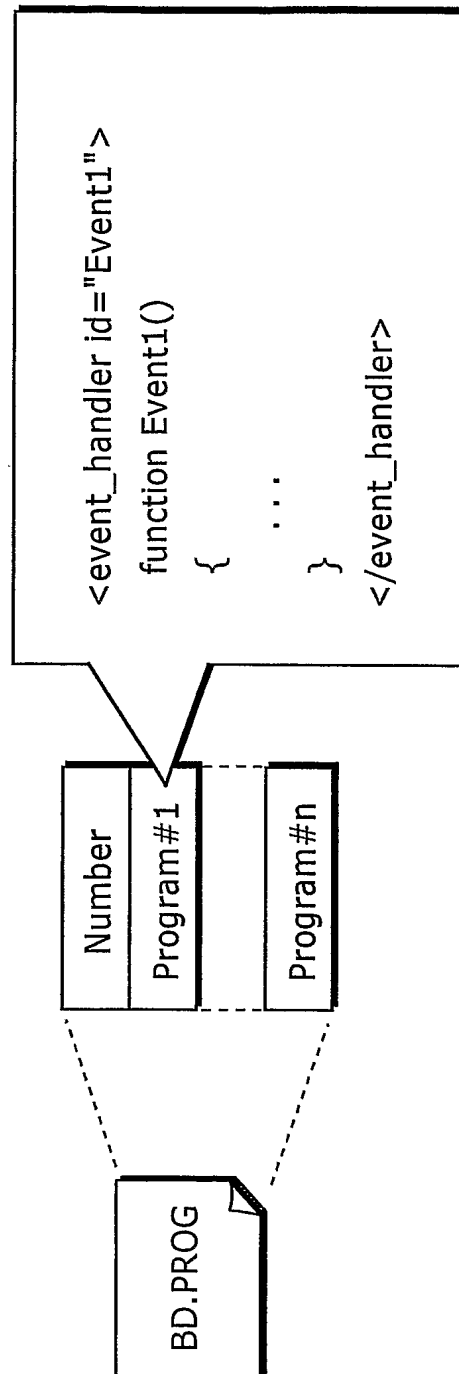 BD.PROG
Number
Program#1
Program#n
<event_handler id="Event1">
function Event1()
{
...
}
</event_handler>